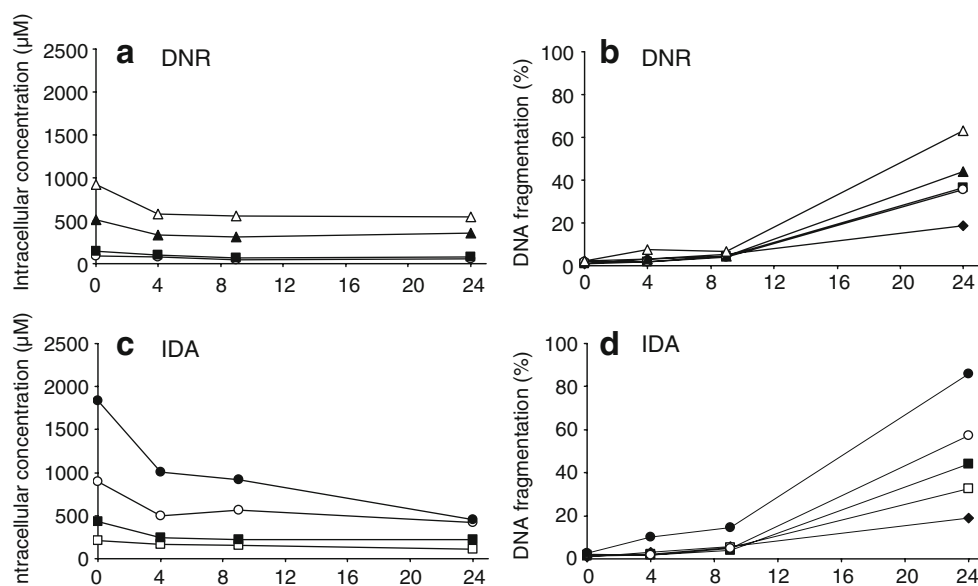 a DNR
Intracellular concentration (µM)
2500
2000
1500
1000
500
0
0 4 8 12 16 20 24
b DNR
DNA fragmentation (%)
100
80
60
40
20
0
0 4 8 12 16 20 24
c IDA
ntracellular concentration (µM)
2500
2000
1500
1000
500
0
0 4 8 12 16 20 24
d IDA
DNA fragmentation (%)
100
80
60
40
20
0
0 4 8 12 16 20 24